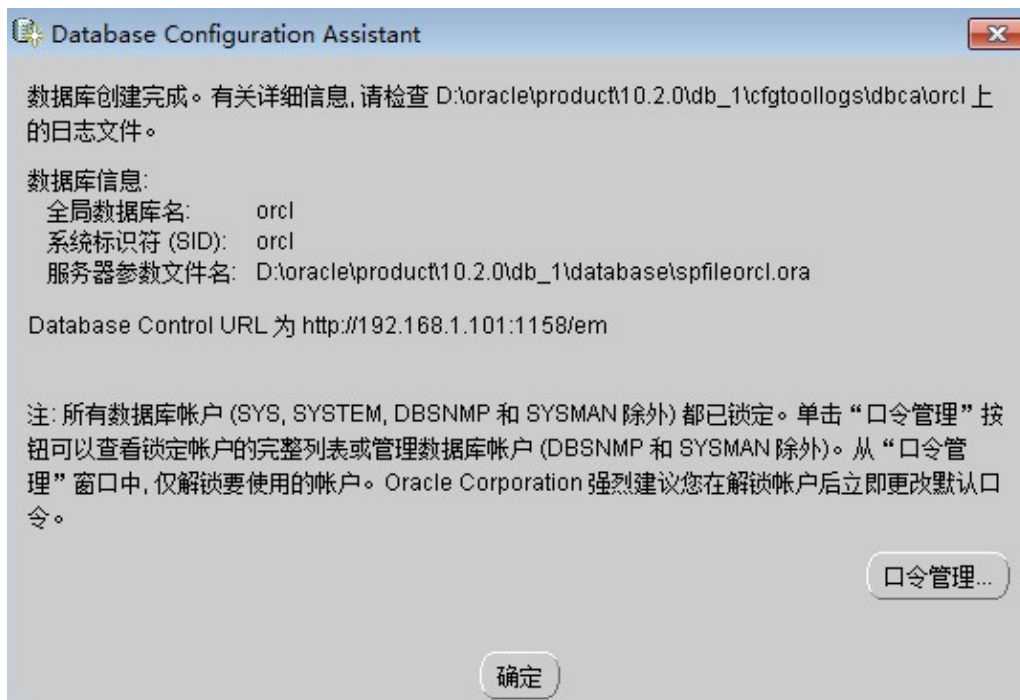 Database Configuration Assistant
数据库创建完成。有关详细信息, 请检查 D:\oracle\product\10.2.0\db_1\cfgtoollogs\dbca\orcl 上
的日志文件。
数据库信息:
全局数据库名: orcl
系统标识符 (SID): orcl
服务器参数文件名: D:\oracle\product\10.2.0\db_1\database\spfileorcl.ora
Database Control URL 为 http://192.168.1.101:1158/em
注: 所有数据库帐户 (SYS, SYSTEM, DBSNMP 和 SYSMAN 除外) 都已锁定。单击“口令管理”按
钮可以查看锁定帐户的完整列表或管理数据库帐户 (DBSNMP 和 SYSMAN 除外)。从“口令管
理”窗口中, 仅解锁要使用的帐户。Oracle Corporation 强烈建议您在解锁帐户后立即更改默认口
令。
口令管理...
确定